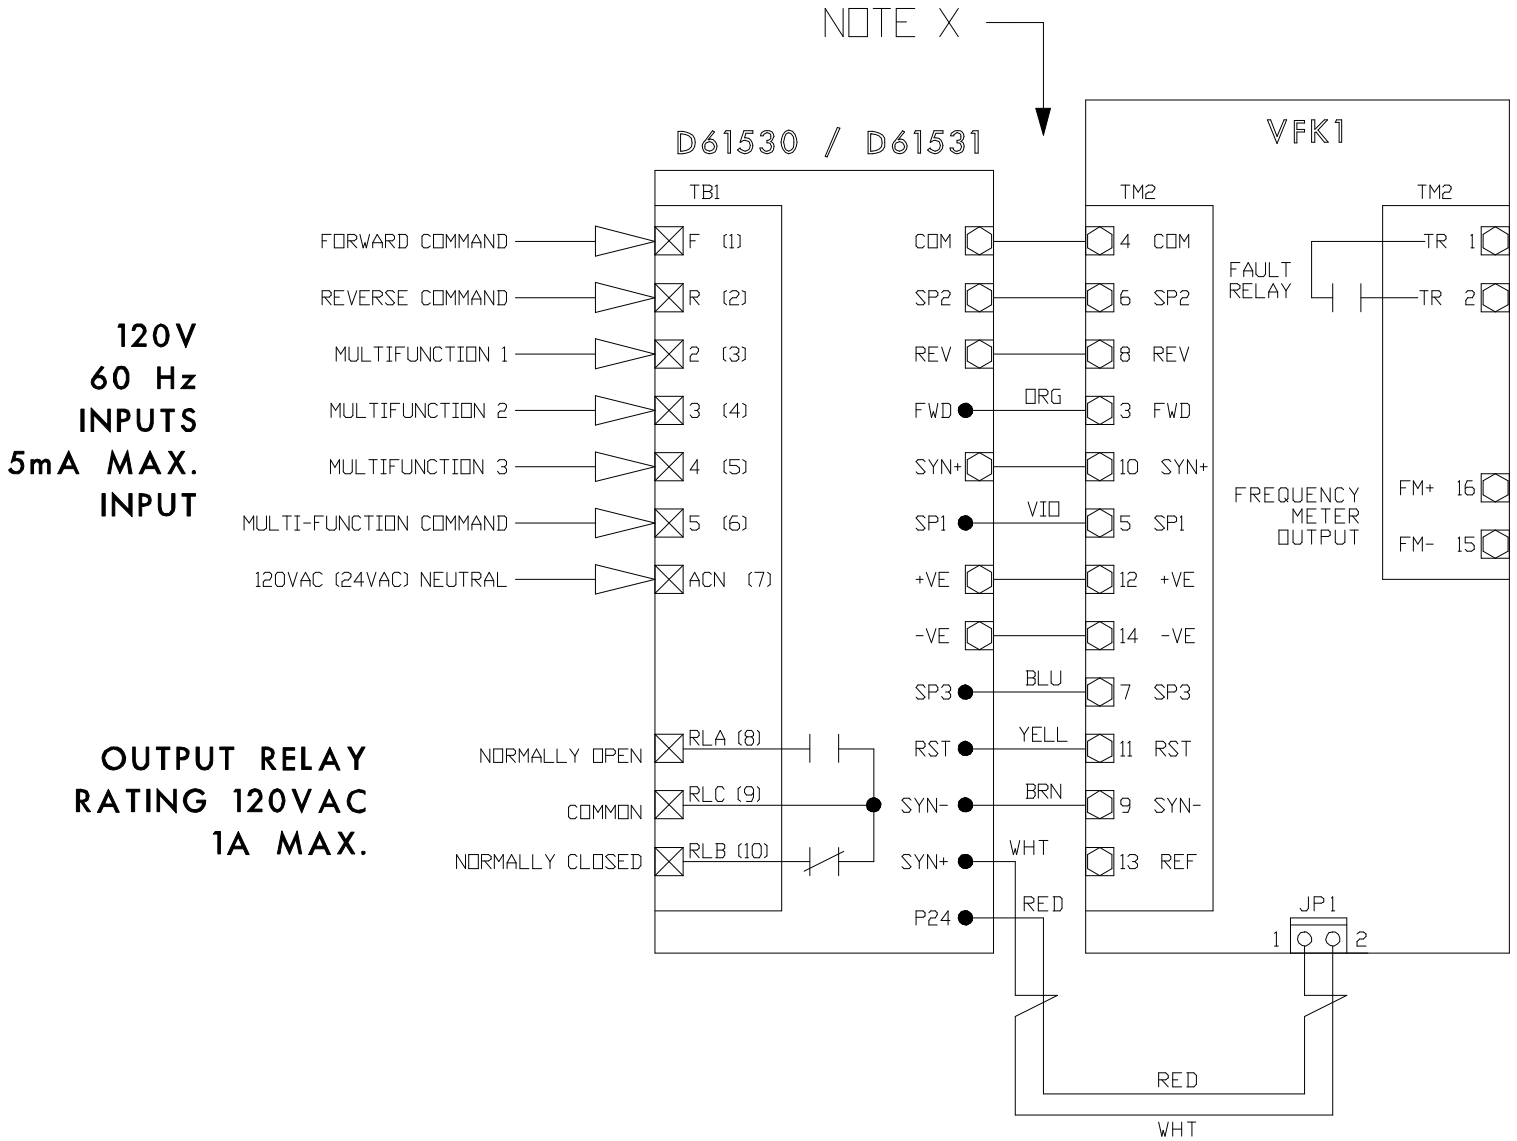 NOTE X
D61530 / D61531
VFK1
TB1
TM2
TM2
FORWARD COMMAND
F (1)
COM
4 COM
TR 1
FAULT
RELAY
REVERSE COMMAND
R (2)
SP2
6 SP2
TR 2
120V
60 Hz
INPUTS
5mA MAX.
INPUT
MULTIFUNCTION 1
2 (3)
REV
8 REV
MULTIFUNCTION 2
3 (4)
FWD
ORG
3 FWD
MULTIFUNCTION 3
4 (5)
SYN+
10 SYN+
FM+ 16
FREQUENCY
METER
OUTPUT
MULTI-FUNCTION COMMAND
5 (6)
SP1
VIO
5 SP1
FM- 15
120VAC (24VAC) NEUTRAL
ACN (7)
+VE
12 +VE
-VE
14 -VE
SP3
BLU
7 SP3
OUTPUT RELAY
RATING 120VAC
1A MAX.
NORMALLY OPEN
RLA (8)
RST
YELL
11 RST
COMMON
RLC (9)
SYN-
BRN
9 SYN-
NORMALLY CLOSED
RLB (10)
SYN+
WHT
13 REF
P24
RED
JP1
1 2
RED
WHT